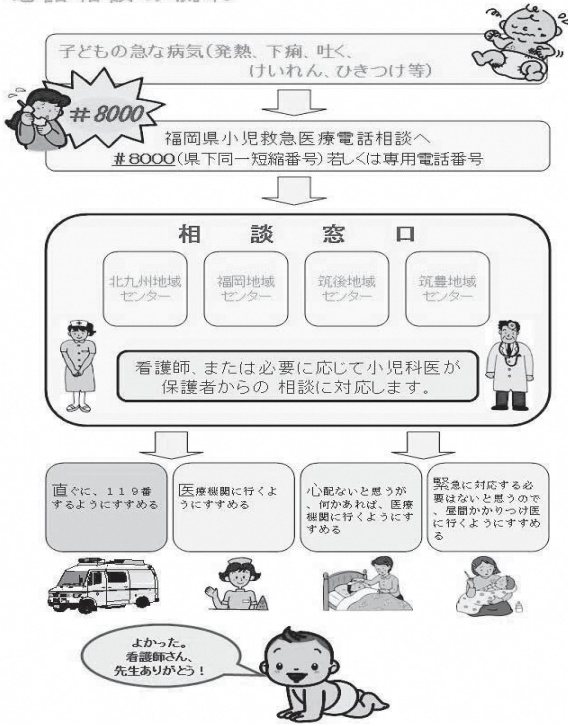 子どもの急な病気（発熱、下痢、吐く、
けいれん、ひきつけ等）
＃8000
福岡県小児救急医療電話相談へ
＃8000（県下同一短縮番号）若しくは専用電話番号
相談窓口
北九州地域
センター
福岡地域
センター
筑後地域
センター
筑豊地域
センター
看護師、または必要に応じて小児科医が
保護者からの 相談に対応します。
直ぐに、１１９番
するようにすすめる
医療機関に行くよ
うにすすめる
心配ないと思うが
、何かあれば、医療
機関に行くようにす
すめる
緊急に対応する必
要はないと思うので
、昼間かかりつけ医
に行くようにすすめ
る
よかった。
看護師さん、
先生ありがとう！